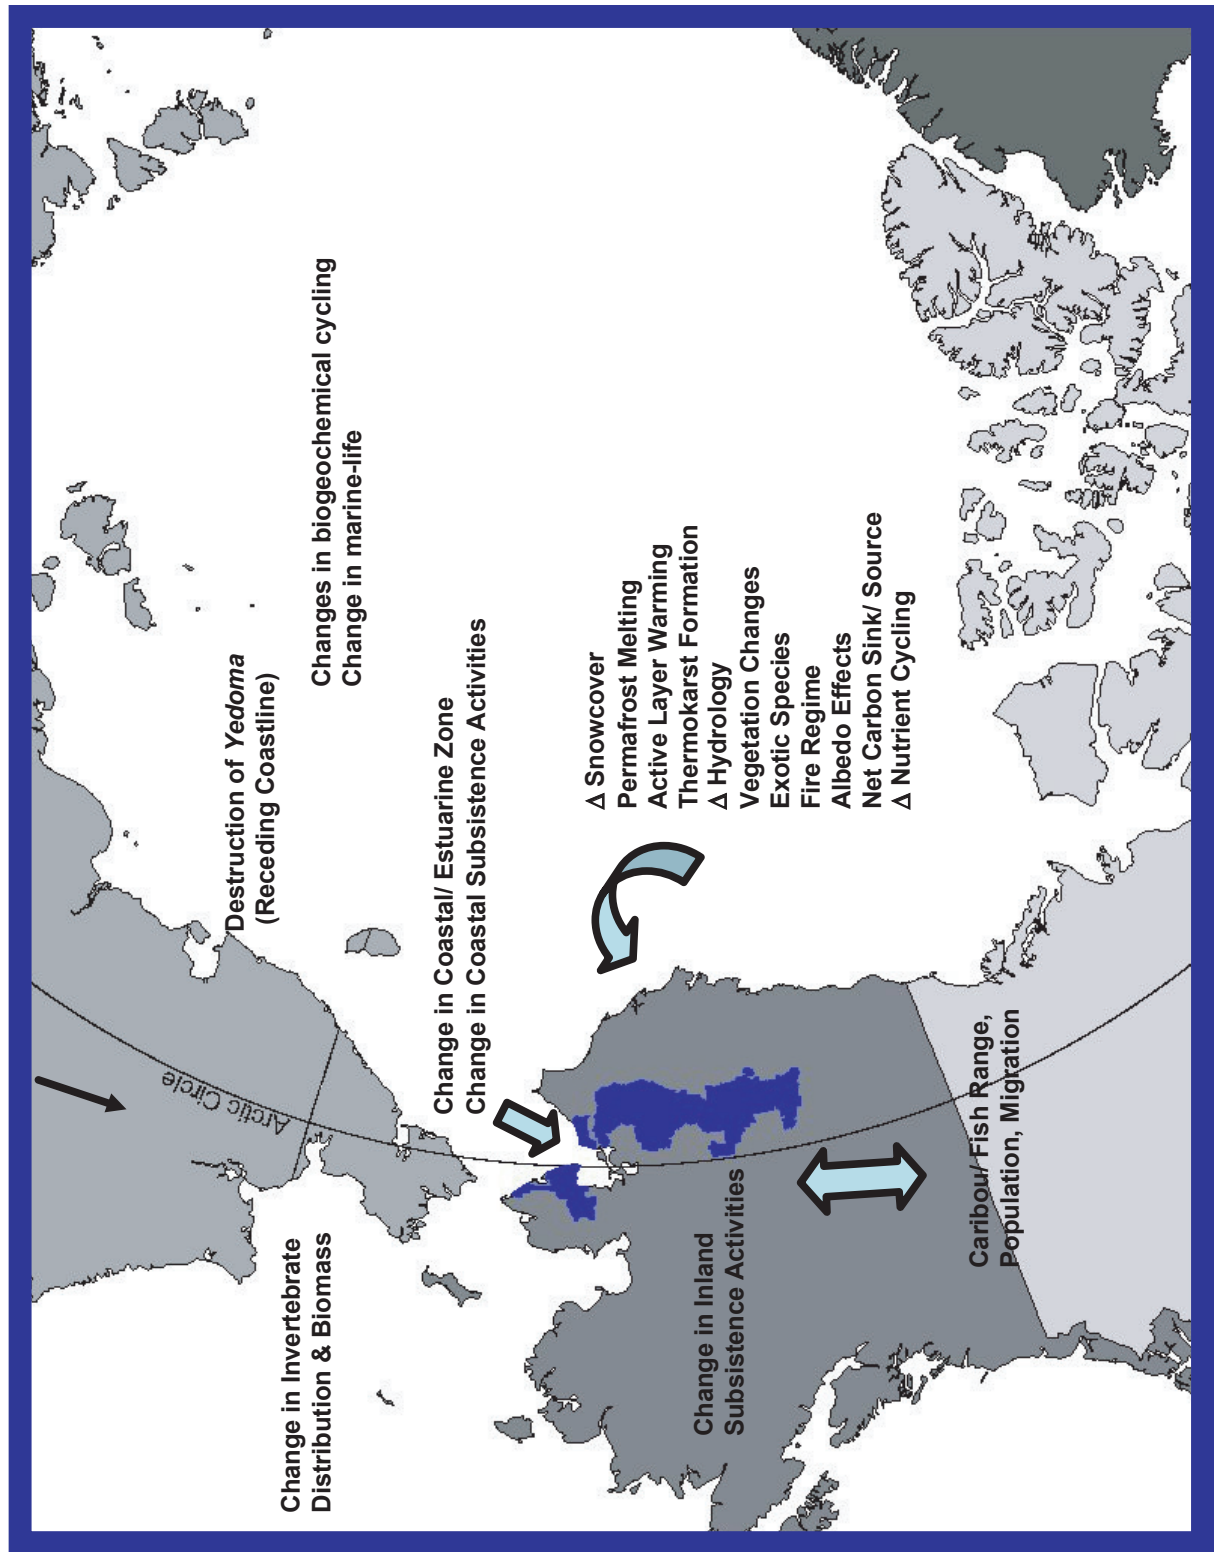 Arctic Circle
Destruction of Yedoma
(Receding Coastline)
Changes in biogeochemical cycling
Change in marine-life
Change in Invertebrate
Distribution & Biomass
Change in Coastal/ Estuarine Zone
Change in Coastal Subsistence Activities
Δ Snowcover
Permafrost Melting
Active Layer Warming
Thermokarst Formation
Δ Hydrology
Vegetation Changes
Exotic Species
Fire Regime
Albedo Effects
Net Carbon Sink/ Source
Δ Nutrient Cycling
Change in Inland
Subsistence Activities
Caribou/ Fish Range,
Population, Migration